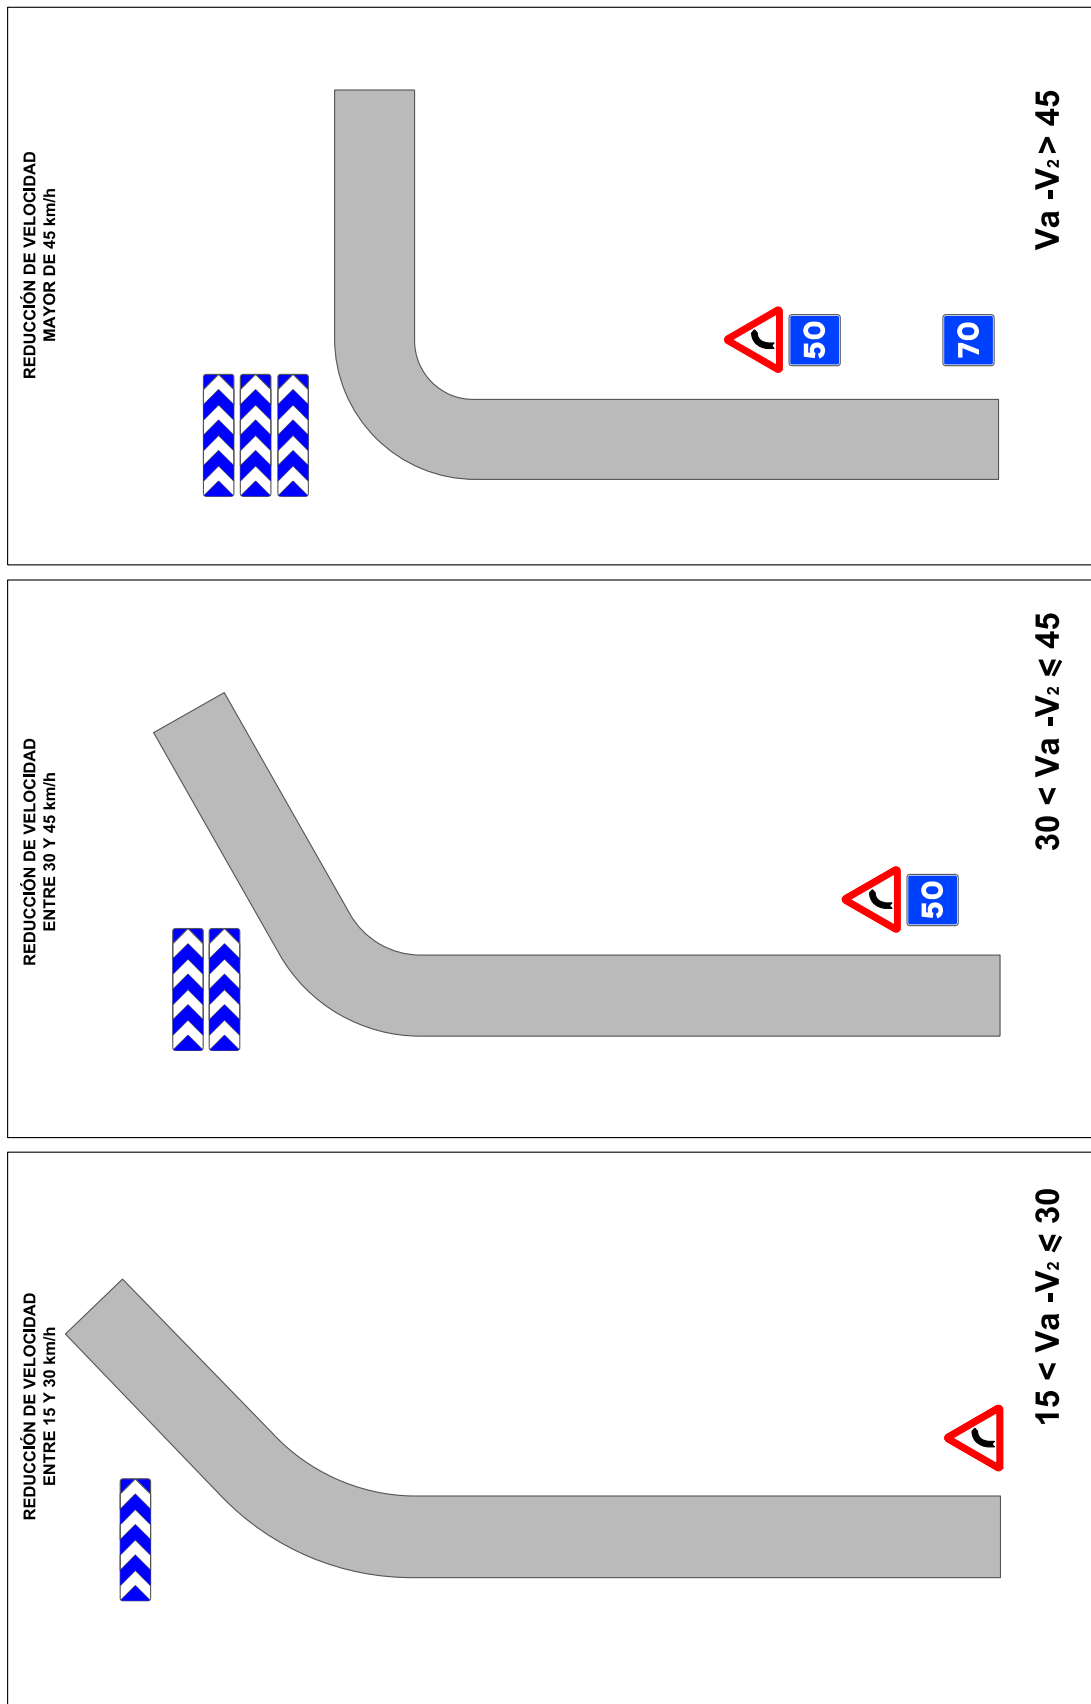 REDUCCIÓN DE VELOCIDAD
MAYOR DE 45 km/h
50
70
Va -V₂ > 45
REDUCCIÓN DE VELOCIDAD
ENTRE 30 Y 45 km/h
50
30 < Va -V₂ ⩽ 45
REDUCCIÓN DE VELOCIDAD
ENTRE 15 Y 30 km/h
15 < Va -V₂ ⩽ 30